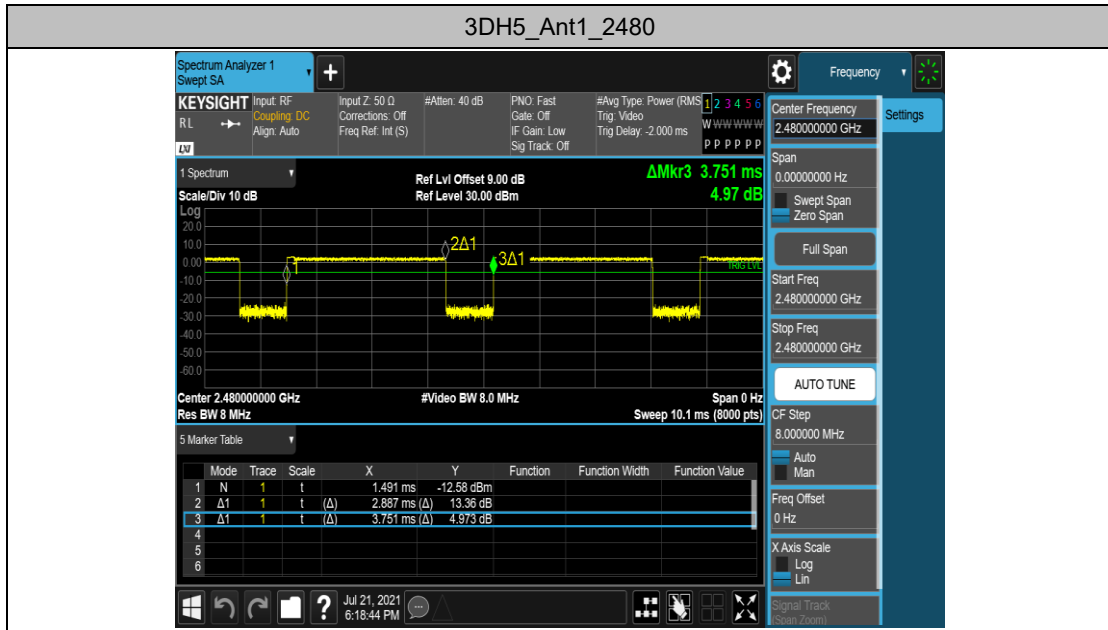 3DH5_Ant1_2480
Spectrum Analyzer 1
Swept SA
+
Frequency
KEYSIGHT
RL
LXI
Input: RF
Coupling: DC
Align: Auto
Input Z: 50 Ω
Corrections: Off
Freq Ref: Int (S)
#Atten: 40 dB
PNO: Fast
Gate: Off
IF Gain: Low
Sig Track: Off
#Avg Type: Power (RMS
Trig: Video
Trig Delay: -2.000 ms
1 2 3 4 5 6
W W W W W W
P P P P P P
1 Spectrum
Scale/Div 10 dB
Ref Lvl Offset 9.00 dB
Ref Level 30.00 dBm
ΔMkr3 3.751 ms
4.97 dB
Log
20.0
10.0
0.00
-10.0
-20.0
-30.0
-40.0
-50.0
-60.0
1
2Δ1
3Δ1
TRIG LVL
Center 2.480000000 GHz
#Video BW 8.0 MHz
Span 0 Hz
Res BW 8 MHz
Sweep 10.1 ms (8000 pts)
5 Marker Table
Mode Trace Scale X Y Function Function Width Function Value
1 N 1 t 1.491 ms -12.58 dBm
2 Δ1 1 t (Δ) 2.887 ms (Δ) 13.36 dB
3 Δ1 1 t (Δ) 3.751 ms (Δ) 4.973 dB
4
5
6
?
Jul 21, 2021
6:18:44 PM
Center Frequency
2.480000000 GHz
Span
0.00000000 Hz
Swept Span
Zero Span
Full Span
Start Freq
2.480000000 GHz
Stop Freq
2.480000000 GHz
AUTO TUNE
CF Step
8.000000 MHz
Auto
Man
Freq Offset
0 Hz
X Axis Scale
Log
Lin
Signal Track
(Span Zoom)
Settings